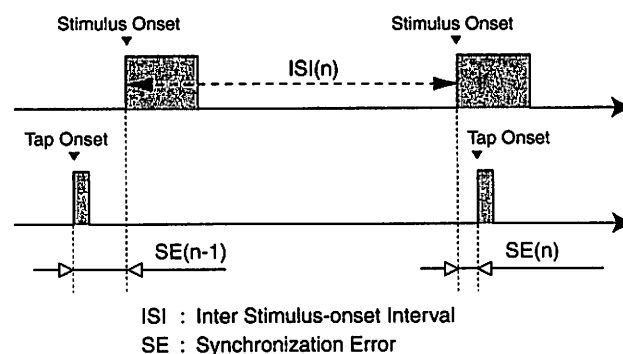 Stimulus Onset Stimulus Onset
ISI(n)
Tap Onset Tap Onset
SE(n-1) SE(n)
ISI : Inter Stimulus-onset Interval
SE : Synchronization Error